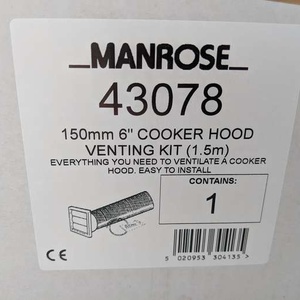 MANROSE
43078
150mm 6" COOKER HOOD
VENTING KIT (1.5m)
EVERYTHING YOU NEED TO VENTILATE A COOKER
HOOD. EASY TO INSTALL
CONTAINS:
1
CE
5 020953 304135 >